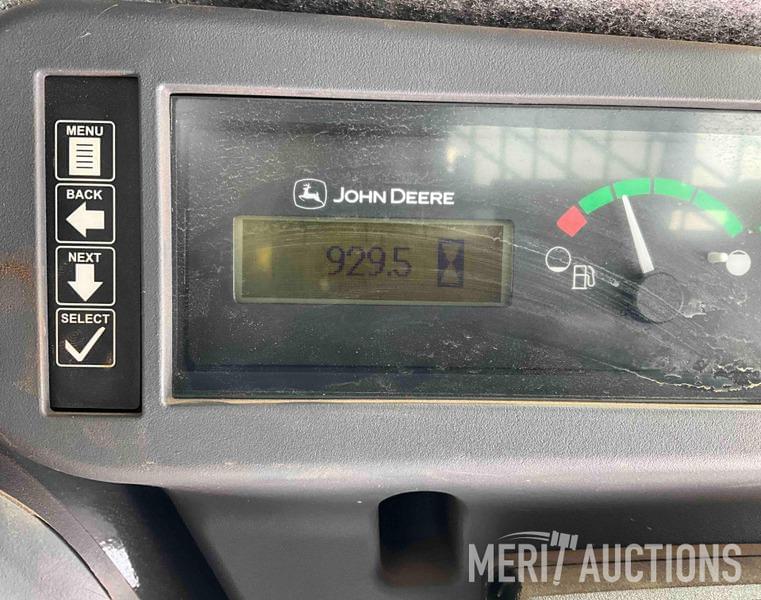 MENU
BACK
NEXT
SELECT
JOHN DEERE
929.5
MERIT AUCTIONS